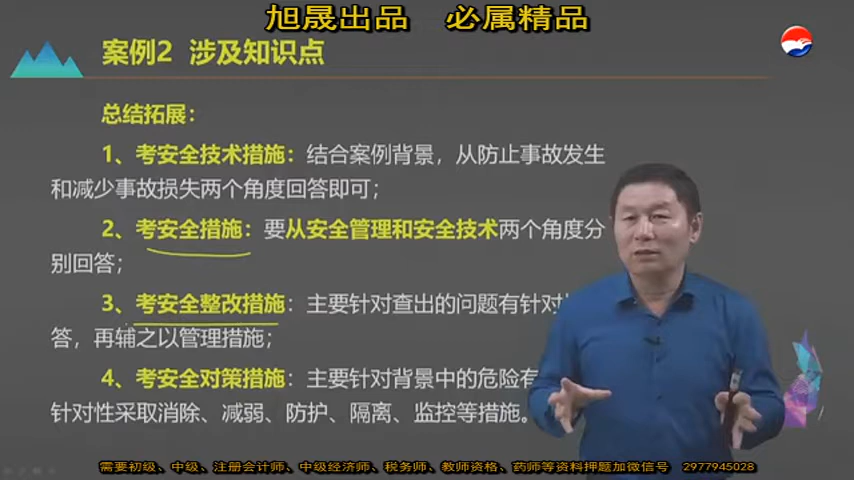 旭晟出品 必属精品
案例2 涉及知识点
总结拓展：
1、考安全技术措施：结合案例背景，从防止事故发生
和减少事故损失两个角度回答即可；
2、考安全措施：要从安全管理和安全技术两个角度分
别回答；
3、考安全整改措施：主要针对查出的问题有针对
答，再辅之以管理措施；
4、考安全对策措施：主要针对背景中的危险有
针对性采取消除、减弱、防护、隔离、监控等措施。
需要初级、中级、注册会计师、中级经济师、税务师、教师资格、药师等资料押题加微信号 2977945028